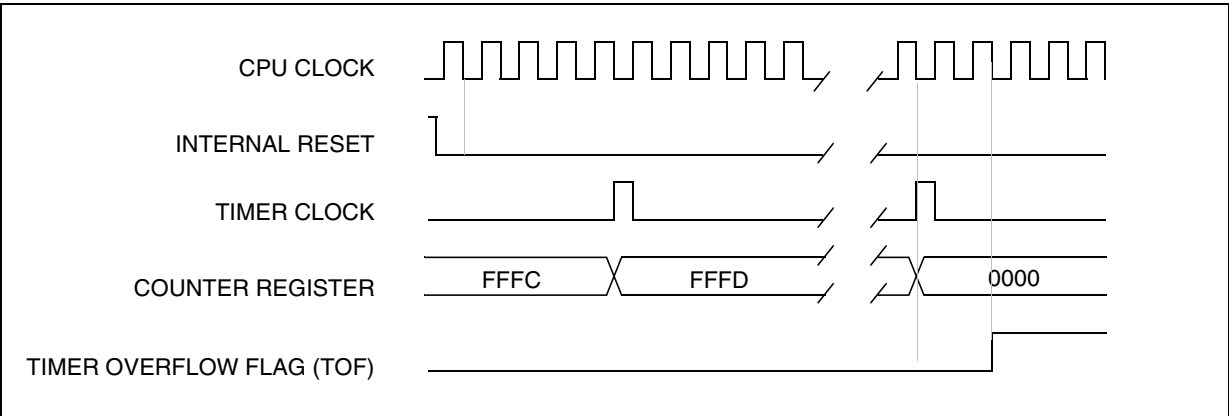 CPU CLOCK
INTERNAL RESET
TIMER CLOCK
COUNTER REGISTER FFFC FFFD 0000
TIMER OVERFLOW FLAG (TOF)